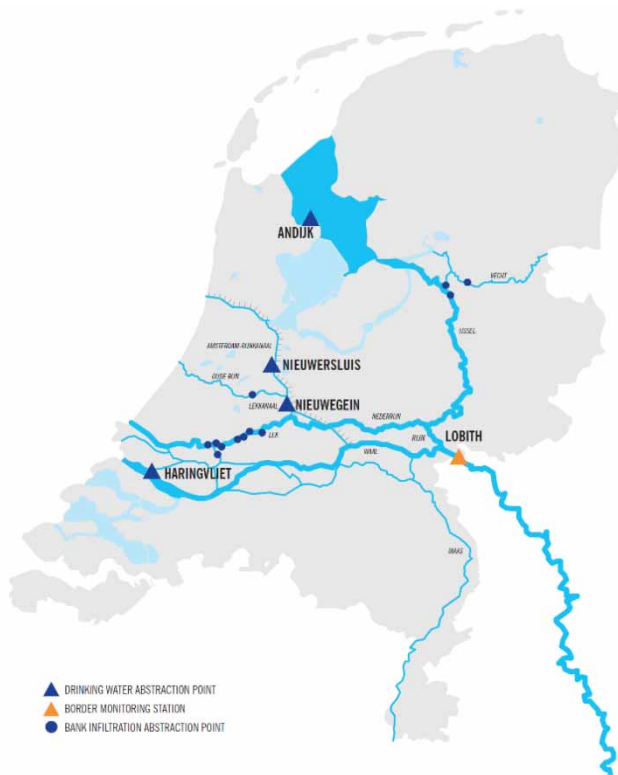 ANDIJK
VECHT
IJSSEL
AMSTERDAM-RIJNKANAAL
NIEUWERSLUIS
OUDE RIJN
LEKKANAAL
NIEUWEGEIN
NEDERRIJN
LEK
RIJN
LOBITH
WAAL
HARINGVLIET
MAAS
DRINKING WATER ABSTRACTION POINT
BORDER MONITORING STATION
BANK INFILTRATION ABSTRACTION POINT